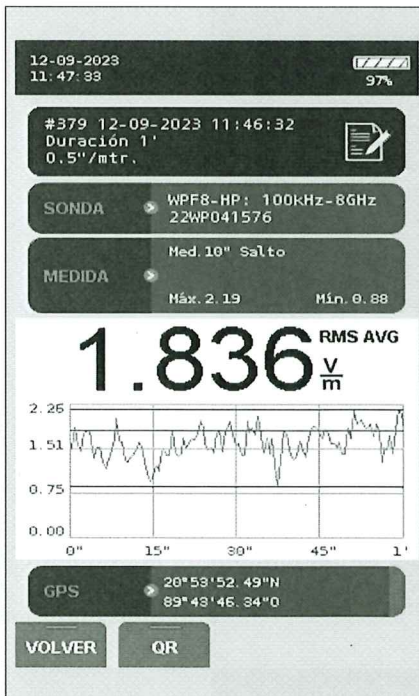 12-09-2023
11:47:33
97%
#379 12-09-2023 11:46:32
Duración 1'
0.5"/mtr.
SONDA
WPF8-HP: 100kHz-8GHz
22WP041576
MEDIDA
Med.10" Salto
Máx.2.19 Mín.0.88
1.836 RMS AVG
V/m
2.26
1.51
0.75
0.00
0" 15" 30" 45" 1'
GPS
20°53'52.49"N
89°43'46.34"O
VOLVER QR